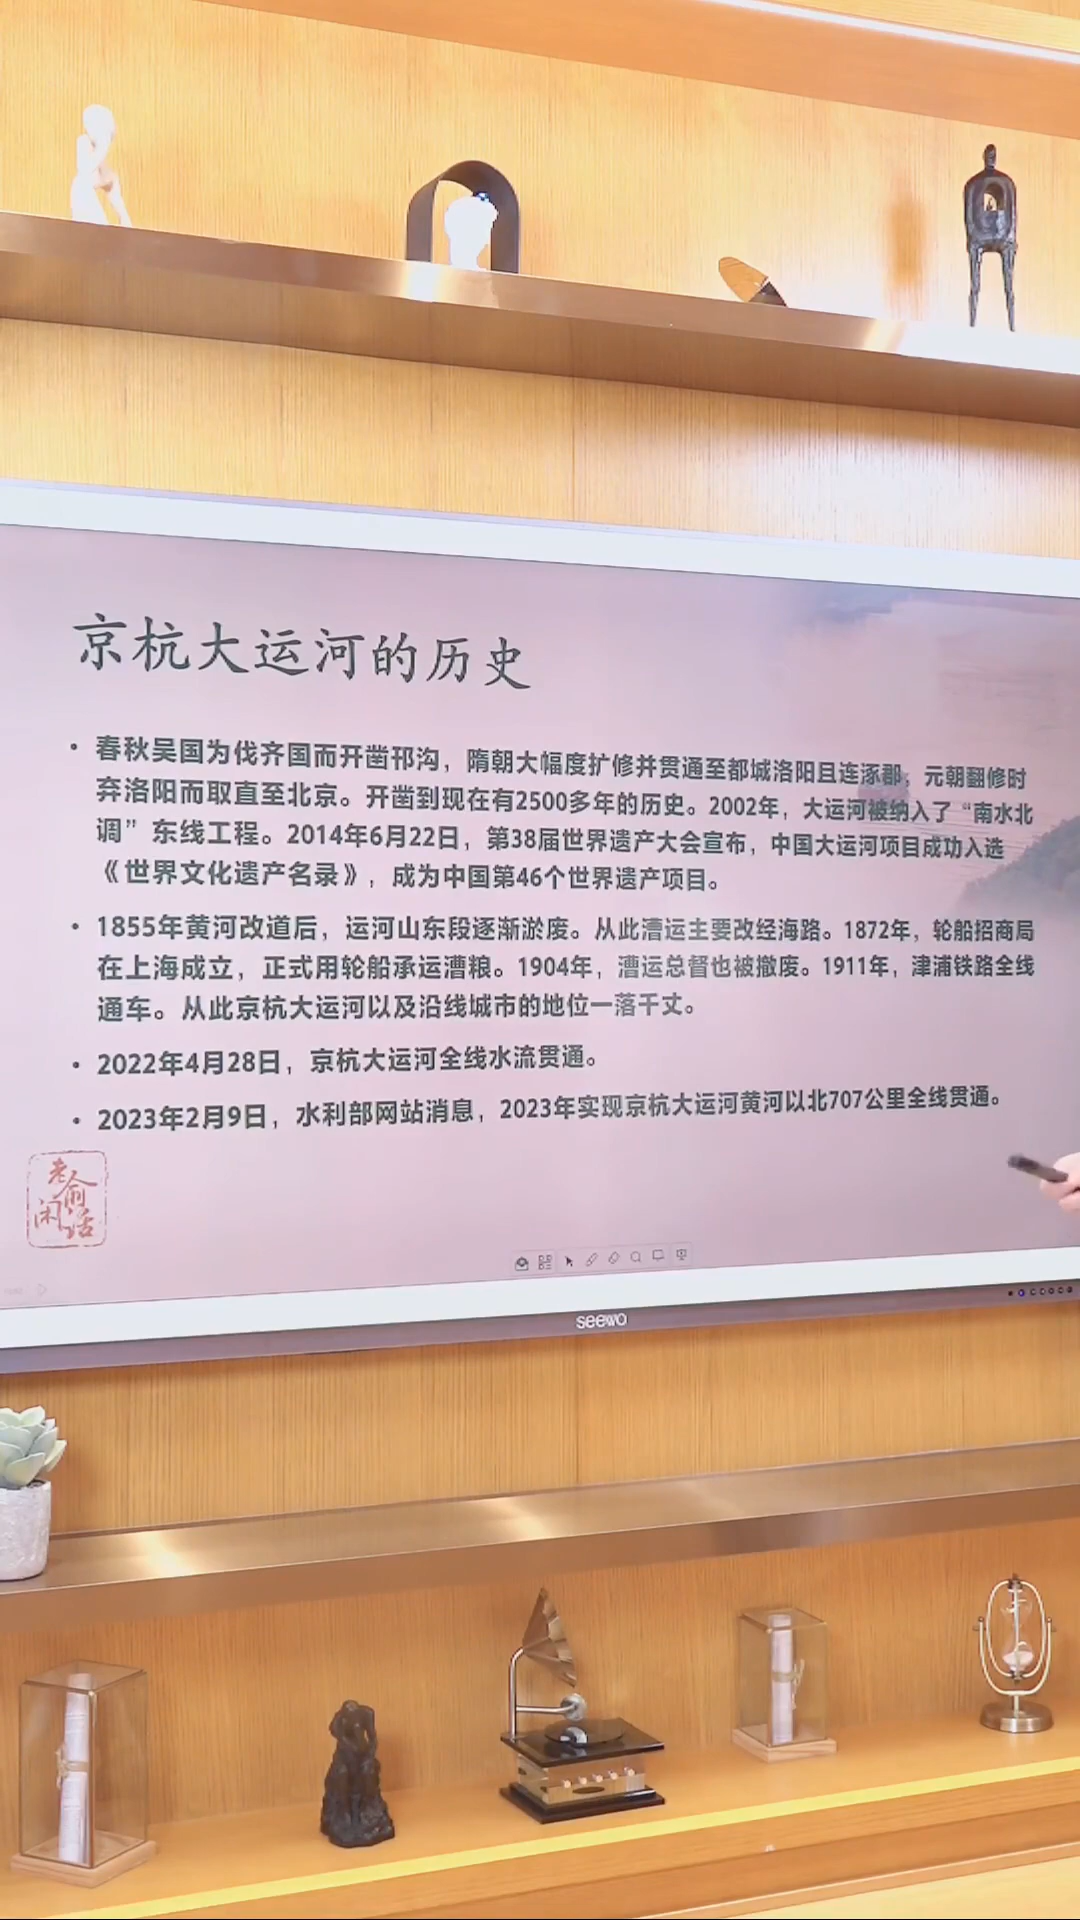 京杭大运河的历史
• 春秋吴国为伐齐国而开凿邗沟，隋朝大幅度扩修并贯通至都城洛阳且连涿郡，元朝翻修时
弃洛阳而取直至北京。开凿到现在有2500多年的历史。2002年，大运河被纳入了“南水北
调”东线工程。2014年6月22日，第38届世界遗产大会宣布，中国大运河项目成功入选
《世界文化遗产名录》，成为中国第46个世界遗产项目。
• 1855年黄河改道后，运河山东段逐渐淤废。从此漕运主要改经海路。1872年，轮船招商局
在上海成立，正式用轮船承运漕粮。1904年，漕运总督也被撤废。1911年，津浦铁路全线
通车。从此京杭大运河以及沿线城市的地位一落千丈。
• 2022年4月28日，京杭大运河全线水流贯通。
• 2023年2月9日，水利部网站消息，2023年实现京杭大运河黄河以北707公里全线贯通。
老俞
闲话
seewo